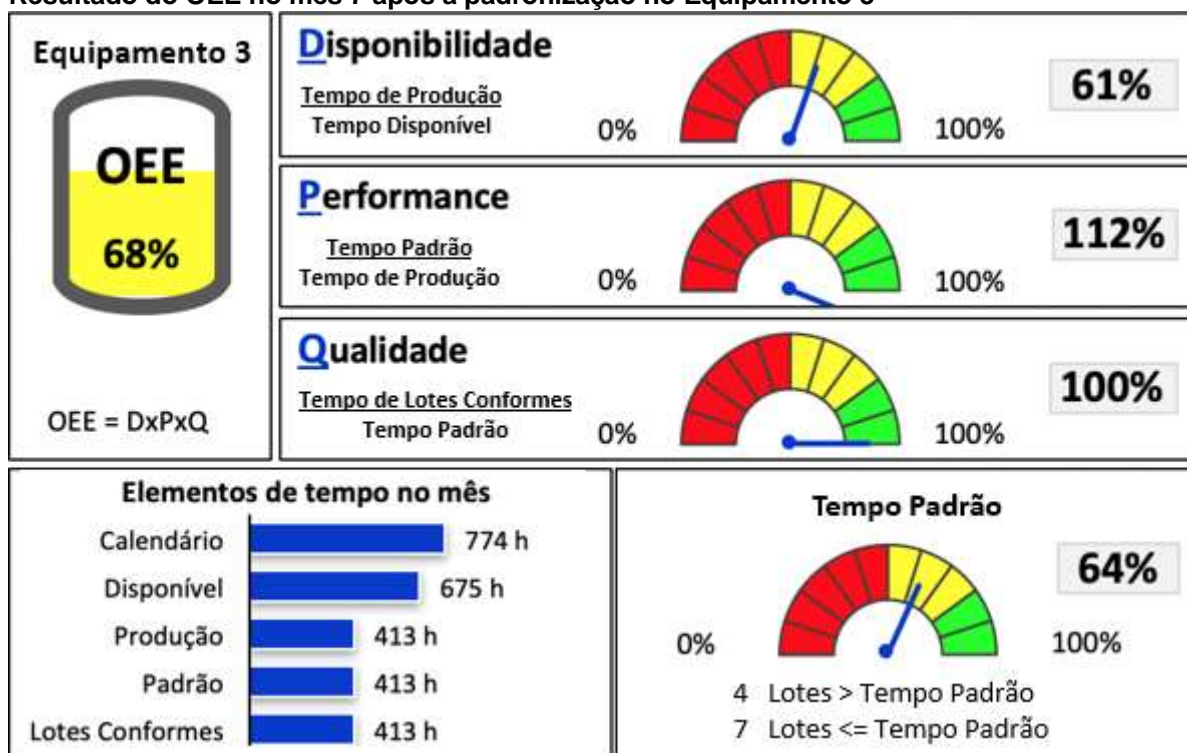 Equipamento 3
OEE
68%
OEE = DxPxQ
Disponibilidade
Tempo de Produção
Tempo Disponível
0%
100%
61%
Performance
Tempo Padrão
Tempo de Produção
0%
100%
112%
Qualidade
Tempo de Lotes Conformes
Tempo Padrão
0%
100%
100%
Elementos de tempo no mês
Calendário 774 h
Disponível 675 h
Produção 413 h
Padrão 413 h
Lotes Conformes 413 h
Tempo Padrão
64%
0%
100%
4 Lotes > Tempo Padrão
7 Lotes <= Tempo Padrão